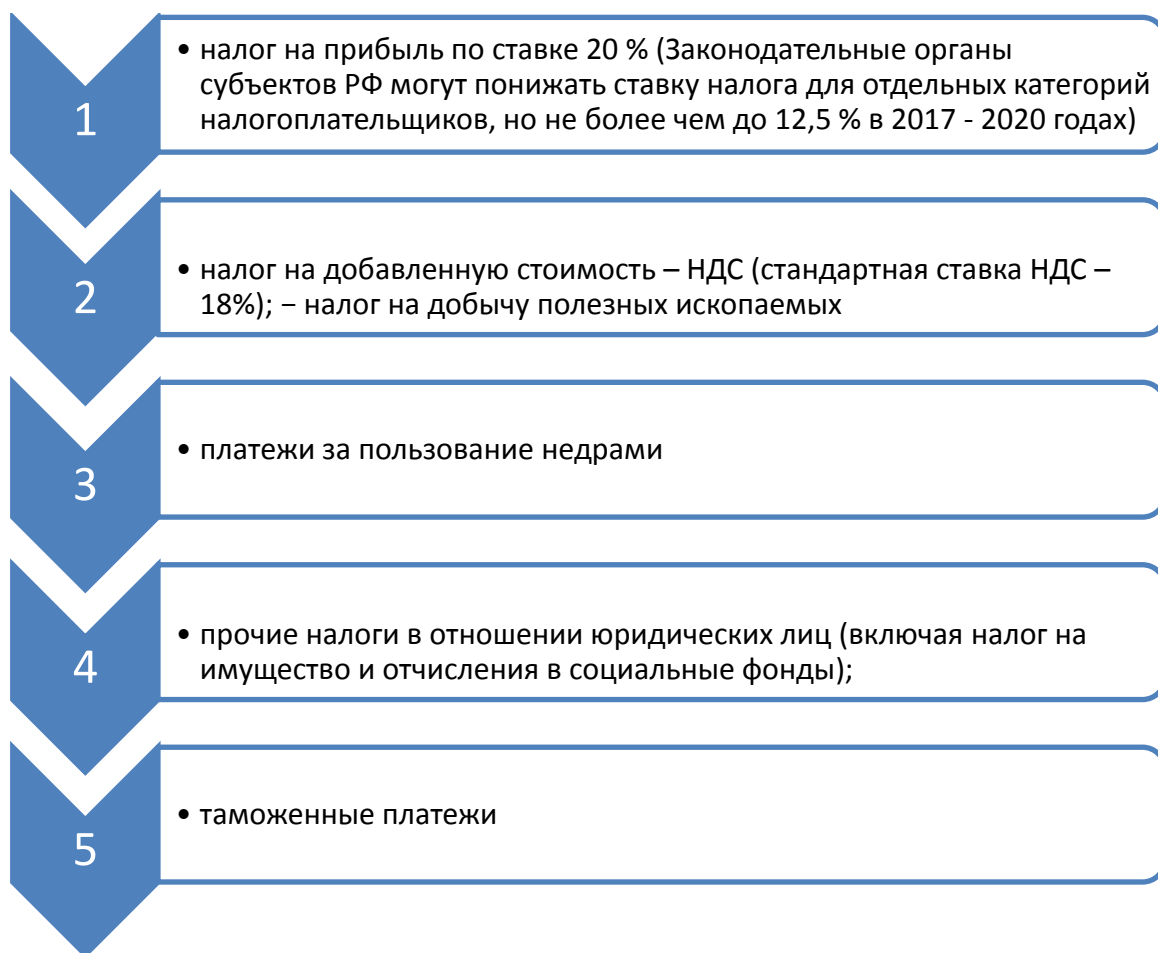 1
• налог на прибыль по ставке 20 % (Законодательные органы
субъектов РФ могут понижать ставку налога для отдельных категорий
налогоплательщиков, но не более чем до 12,5 % в 2017 - 2020 годах)
2
• налог на добавленную стоимость – НДС (стандартная ставка НДС –
18%); − налог на добычу полезных ископаемых
3
• платежи за пользование недрами
4
• прочие налоги в отношении юридических лиц (включая налог на
имущество и отчисления в социальные фонды);
5
• таможенные платежи